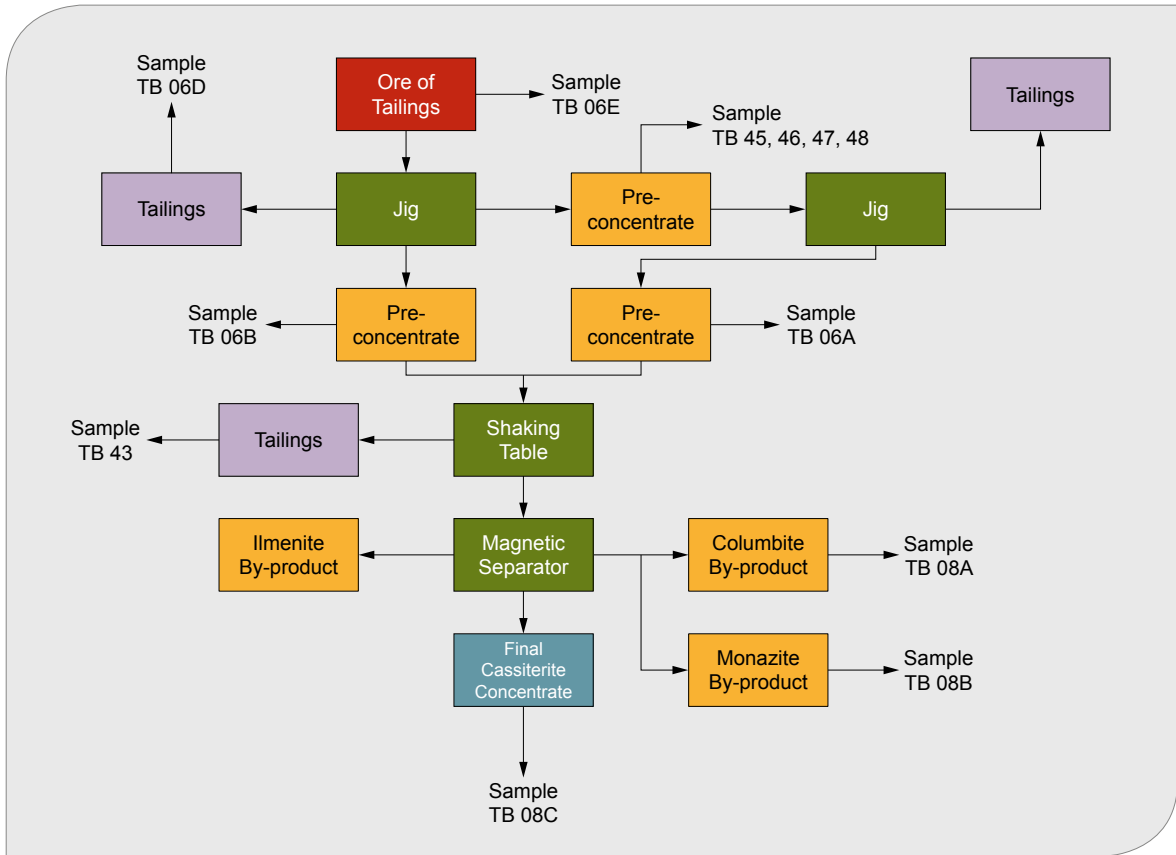 Sample
TB 06D
Ore of
Tailings
Sample
TB 06E
Sample
TB 45, 46, 47, 48
Tailings
Tailings
Jig
Pre-
concentrate
Jig
Sample
TB 06B
Pre-
concentrate
Pre-
concentrate
Sample
TB 06A
Sample
TB 43
Tailings
Shaking
Table
Ilmenite
By-product
Magnetic
Separator
Columbite
By-product
Sample
TB 08A
Final
Cassiterite
Concentrate
Monazite
By-product
Sample
TB 08B
Sample
TB 08C